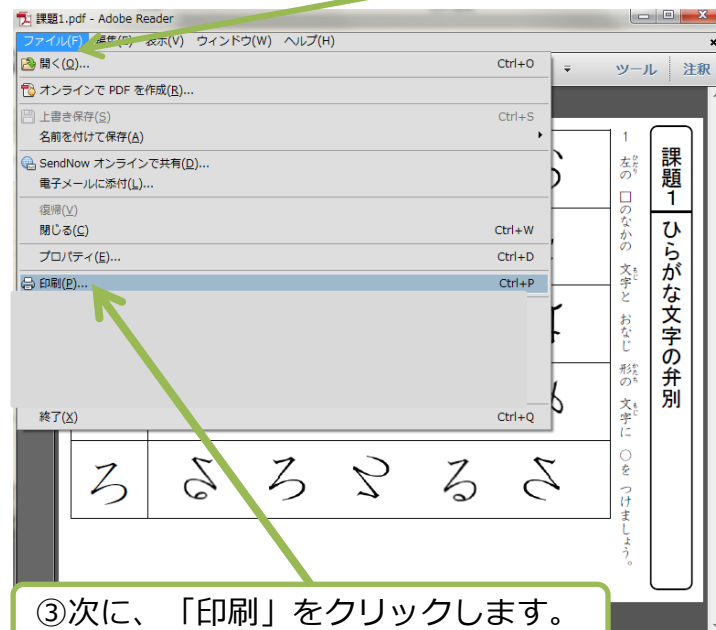 課題1.pdf - Adobe Reader
ファイル(F) 編集(E) 表示(V) ウィンドウ(W) ヘルプ(H)
開く(O)... Ctrl+O
ツール 注釈
オンラインで PDF を作成(R)...
上書き保存(S) Ctrl+S
名前を付けて保存(A)
SendNow オンラインで共有(D)...
電子メールに添付(L)...
復帰(V)
閉じる(C) Ctrl+W
プロパティ(E)... Ctrl+D
印刷(P)... Ctrl+P
終了(X) Ctrl+Q
課題1 ひらがな文字の弁別
1 左の □のなかの 文字と おなじ 形の 文字に ○を つけましょう。
ろ る ろ る
③次に、「印刷」をクリックします。